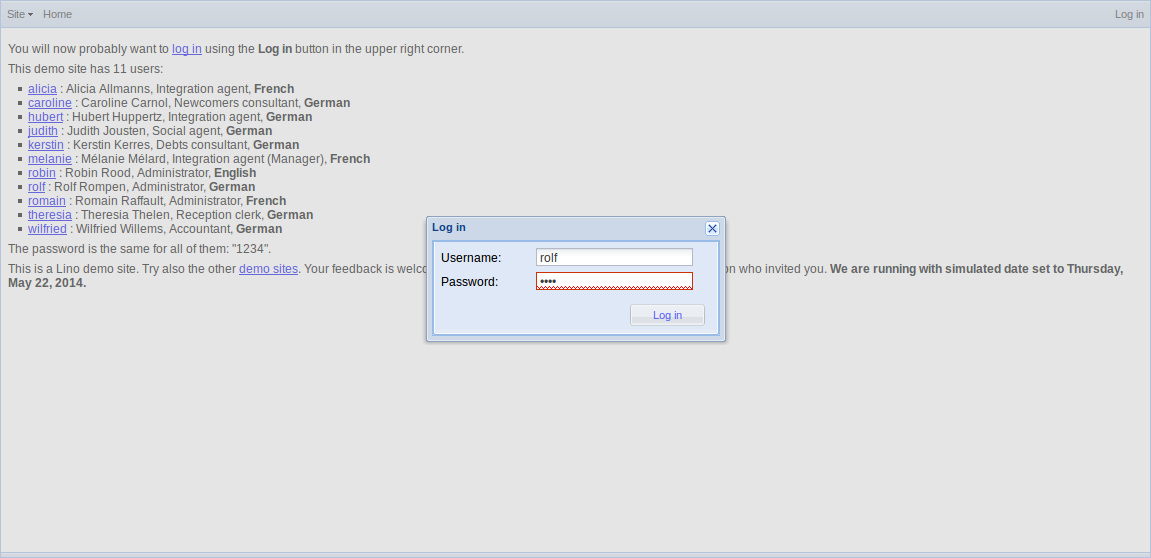 Site Home Log in
You will now probably want to log in using the Log in button in the upper right corner.
This demo site has 11 users:
alicia : Alicia Allmanns, Integration agent, French
caroline : Caroline Carnol, Newcomers consultant, German
hubert : Hubert Huppertz, Integration agent, German
judith : Judith Jousten, Social agent, German
kerstin : Kerstin Kerres, Debts consultant, German
melanie : Mélanie Mélard, Integration agent (Manager), French
robin : Robin Rood, Administrator, English
rolf : Rolf Rompen, Administrator, German
romain : Romain Raffault, Administrator, French
theresia : Theresia Thelen, Reception clerk, German
wilfried : Wilfried Willems, Accountant, German
The password is the same for all of them: "1234".
This is a Lino demo site. Try also the other demo sites. Your feedback is welco on who invited you. We are running with simulated date set to Thursday,
May 22, 2014.
Log in
Username: rolf
Password: ••••
Log in